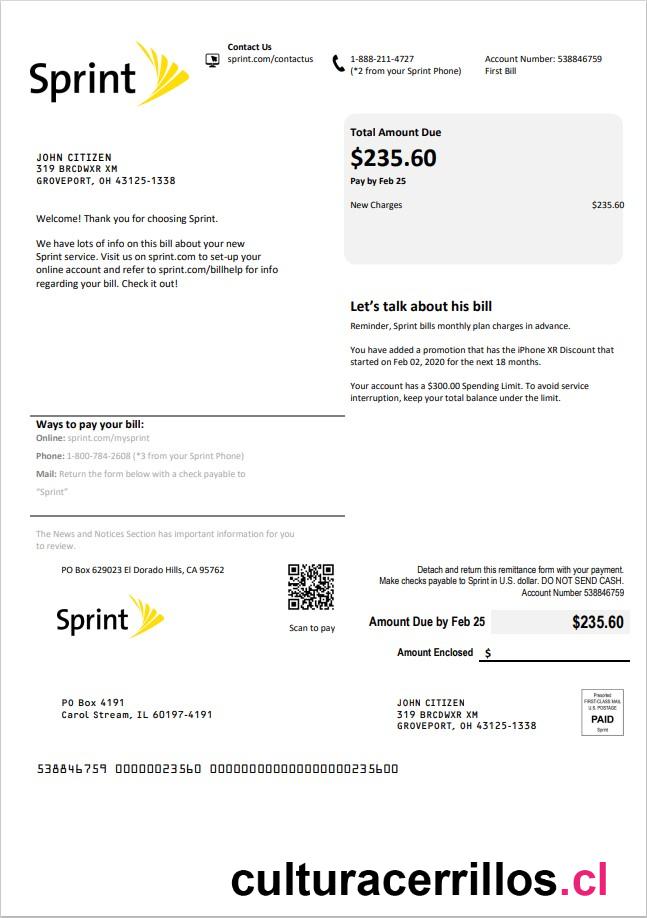 Sprint
Contact Us
sprint.com/contactus
1-888-211-4727
(*2 from your Sprint Phone)
Account Number: 538846759
First Bill
JOHN CITIZEN
319 BRCDWXR XM
GROVEPORT, OH 43125-1338
Total Amount Due
$235.60
Pay by Feb 25
New Charges $235.60
Welcome! Thank you for choosing Sprint.
We have lots of info on this bill about your new
Sprint service. Visit us on sprint.com to set-up your
online account and refer to sprint.com/billhelp for info
regarding your bill. Check it out!
Let's talk about his bill
Reminder, Sprint bills monthly plan charges in advance.
You have added a promotion that has the iPhone XR Discount that
started on Feb 02, 2020 for the next 18 months.
Your account has a $300.00 Spending Limit. To avoid service
interruption, keep your total balance under the limit.
Ways to pay your bill:
Online: sprint.com/mysprint
Phone: 1-800-784-2608 (*3 from your Sprint Phone)
Mail: Return the form below with a check payable to
"Sprint"
The News and Notices Section has important information for you
to review.
PO Box 629023 El Dorado Hills, CA 95762
Sprint
Scan to pay
Detach and return this remittance form with your payment.
Make checks payable to Sprint in U.S. dollar. DO NOT SEND CASH.
Account Number 538846759
Amount Due by Feb 25 $235.60
Amount Enclosed $
PO Box 4191
Carol Stream, IL 60197-4191
JOHN CITIZEN
319 BRCDWXR XM
GROVEPORT, OH 43125-1338
Presorted
FIRST-CLASS MAIL
U.S. POSTAGE
PAID
Sprint
538846759 00000023560 00000000000000000000235600
culturacerrillos.cl